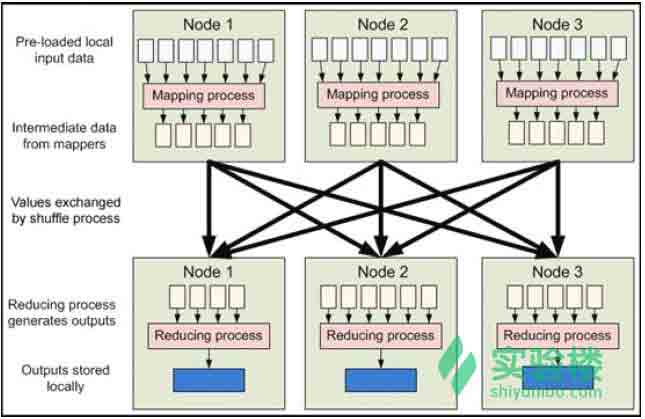 Node 1
Node 2
Node 3
Pre-loaded local
input data
Mapping process
Mapping process
Mapping process
Intermediate data
from mappers
Values exchanged
by shuffle process
Node 1
Node 2
Node 3
Reducing process
generates outputs
Reducing process
Reducing process
Reducing process
Outputs stored
locally
实验楼
shiyanlou.com